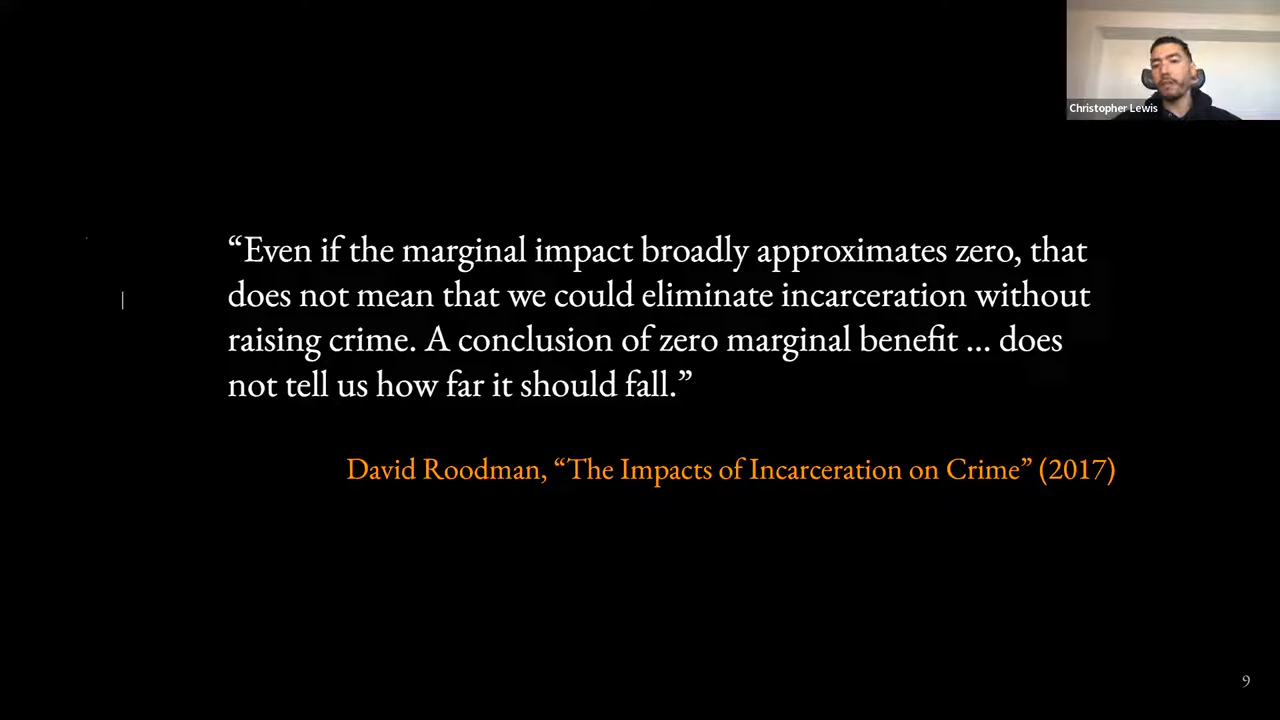 Christopher Lewis
“Even if the marginal impact broadly approximates zero, that
does not mean that we could eliminate incarceration without
raising crime. A conclusion of zero marginal benefit ... does
not tell us how far it should fall.”
David Roodman, “The Impacts of Incarceration on Crime” (2017)
9